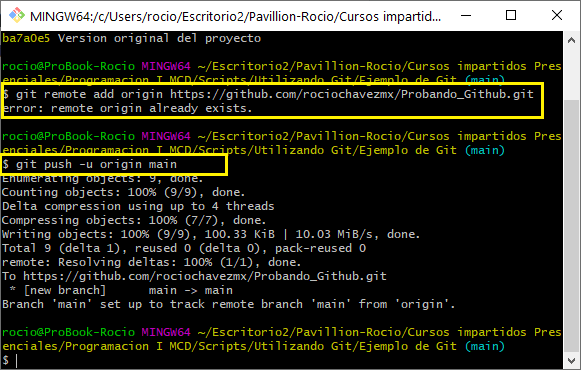 MINGW64:/c/Users/rocio/Escritorio2/Pavillion-Rocio/Cursos impartid...
ba7a0e5 Version original del proyecto
rocio@ProBook-Rocio MINGW64 ~/Escritorio2/Pavillion-Rocio/Cursos impartidos Pres
enciales/Programacion I MCD/Scripts/Utilizando Git/Ejemplo de Git (main)
$ git remote add origin https://github.com/rociochavezmx/Probando_Github.git
error: remote origin already exists.
rocio@ProBook-Rocio MINGW64 ~/Escritorio2/Pavillion-Rocio/Cursos impartidos Pres
enciales/Programacion I MCD/Scripts/Utilizando Git/Ejemplo de Git (main)
$ git push -u origin main
Enumerating objects: 9, done.
Counting objects: 100% (9/9), done.
Delta compression using up to 4 threads
Compressing objects: 100% (7/7), done.
Writing objects: 100% (9/9), 100.33 KiB | 10.03 MiB/s, done.
Total 9 (delta 1), reused 0 (delta 0), pack-reused 0
remote: Resolving deltas: 100% (1/1), done.
To https://github.com/rociochavezmx/Probando_Github.git
 * [new branch]      main -> main
Branch 'main' set up to track remote branch 'main' from 'origin'.
rocio@ProBook-Rocio MINGW64 ~/Escritorio2/Pavillion-Rocio/Cursos impartidos Pres
enciales/Programacion I MCD/Scripts/Utilizando Git/Ejemplo de Git (main)
$